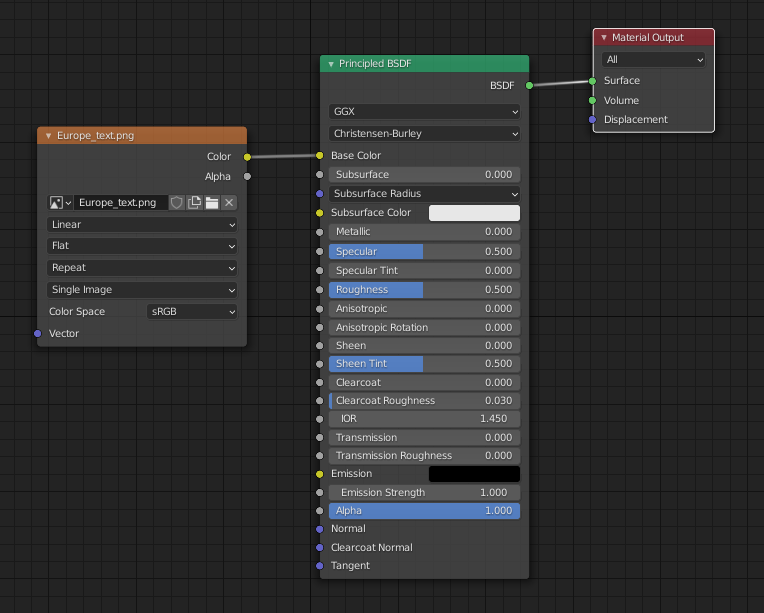 Europe_text.png
Color
Alpha
Europe_text.png
Linear
Flat
Repeat
Single Image
Color Space sRGB
Vector
Principled BSDF
BSDF
GGX
Christensen-Burley
Base Color
Subsurface 0.000
Subsurface Radius
Subsurface Color
Metallic 0.000
Specular 0.500
Specular Tint 0.000
Roughness 0.500
Anisotropic 0.000
Anisotropic Rotation 0.000
Sheen 0.000
Sheen Tint 0.500
Clearcoat 0.000
Clearcoat Roughness 0.030
IOR 1.450
Transmission 0.000
Transmission Roughness 0.000
Emission
Emission Strength 1.000
Alpha 1.000
Normal
Clearcoat Normal
Tangent
Material Output
All
Surface
Volume
Displacement